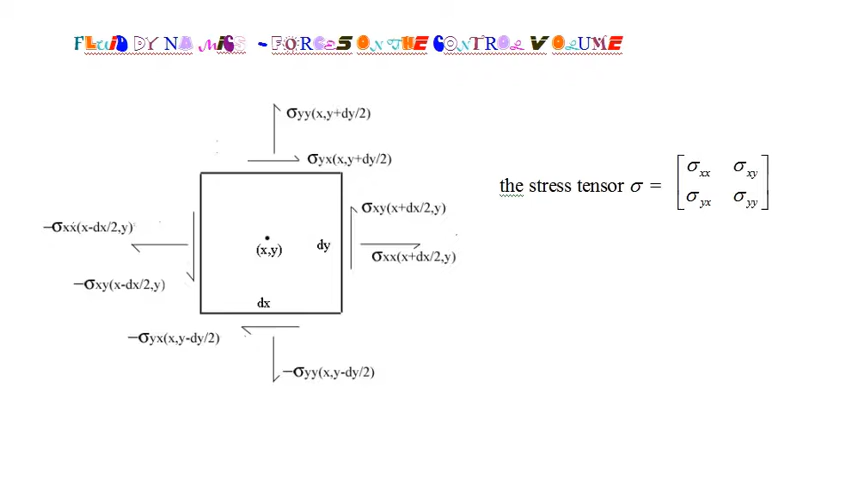 FLUID DYNAMICS - FORCES ON THE CONTROL VOLUME
σyy(x,y+dy/2)
σyx(x,y+dy/2)
the stress tensor σ = [σxx σxy
σyx σyy]
σxy(x+dx/2,y)
−σxx(x-dx/2,y)
(x,y)
dy
σxx(x+dx/2,y)
−σxy(x-dx/2,y)
dx
−σyx(x,y-dy/2)
−σyy(x,y-dy/2)